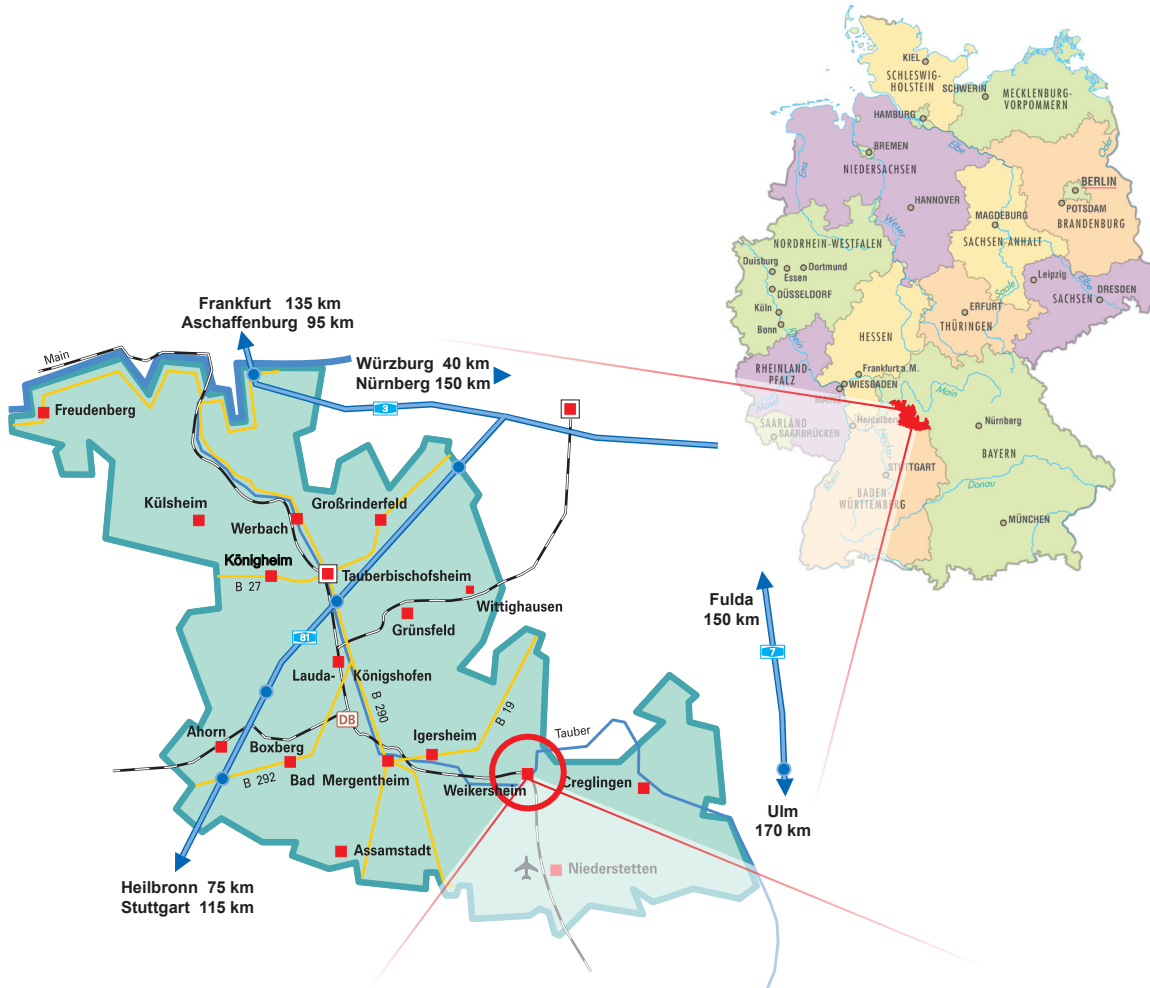 KIEL
SCHLESWIG-
HOLSTEIN
SCHWERIN
MECKLENBURG-
VORPOMMERN
HAMBURG
BREMEN
Elbe
Oder
Ems
NIEDERSACHSEN
BERLIN
HANNOVER
POTSDAM
MAGDEBURG
BRANDENBURG
Weser
NORDRHEIN-WESTFALEN
SACHSEN-ANHALT
Duisburg
Dortmund
Essen
Leipzig
Elbe
DÜSSELDORF
Saale
DRESDEN
SACHSEN
Köln
ERFURT
Bonn
THÜRINGEN
Rhein
HESSEN
RHEINLAND-
PFALZ
Frankfurt a.M.
WIESBADEN
MAINZ
Main
Mosel
SAARLAND
Heidelberg
Nürnberg
SAARBRÜCKEN
Neckar
BAYERN
STUTTGART
Rhein
Donau
BADEN-
WÜRTTEMBERG
MÜNCHEN
Frankfurt 135 km
Aschaffenburg 95 km
Main
Würzburg 40 km
Nürnberg 150 km
3
Freudenberg
Külsheim
Großrinderfeld
Werbach
Königheim
Tauberbischofsheim
B 27
Wittighausen
Grünsfeld
81
Lauda-
Königshofen
B 290
DB
B 19
Tauber
Ahorn
Igersheim
Boxberg
B 292
Bad Mergentheim
Weikersheim
Creglingen
Assamstadt
Niederstetten
Heilbronn 75 km
Stuttgart 115 km
Fulda
150 km
7
Ulm
170 km